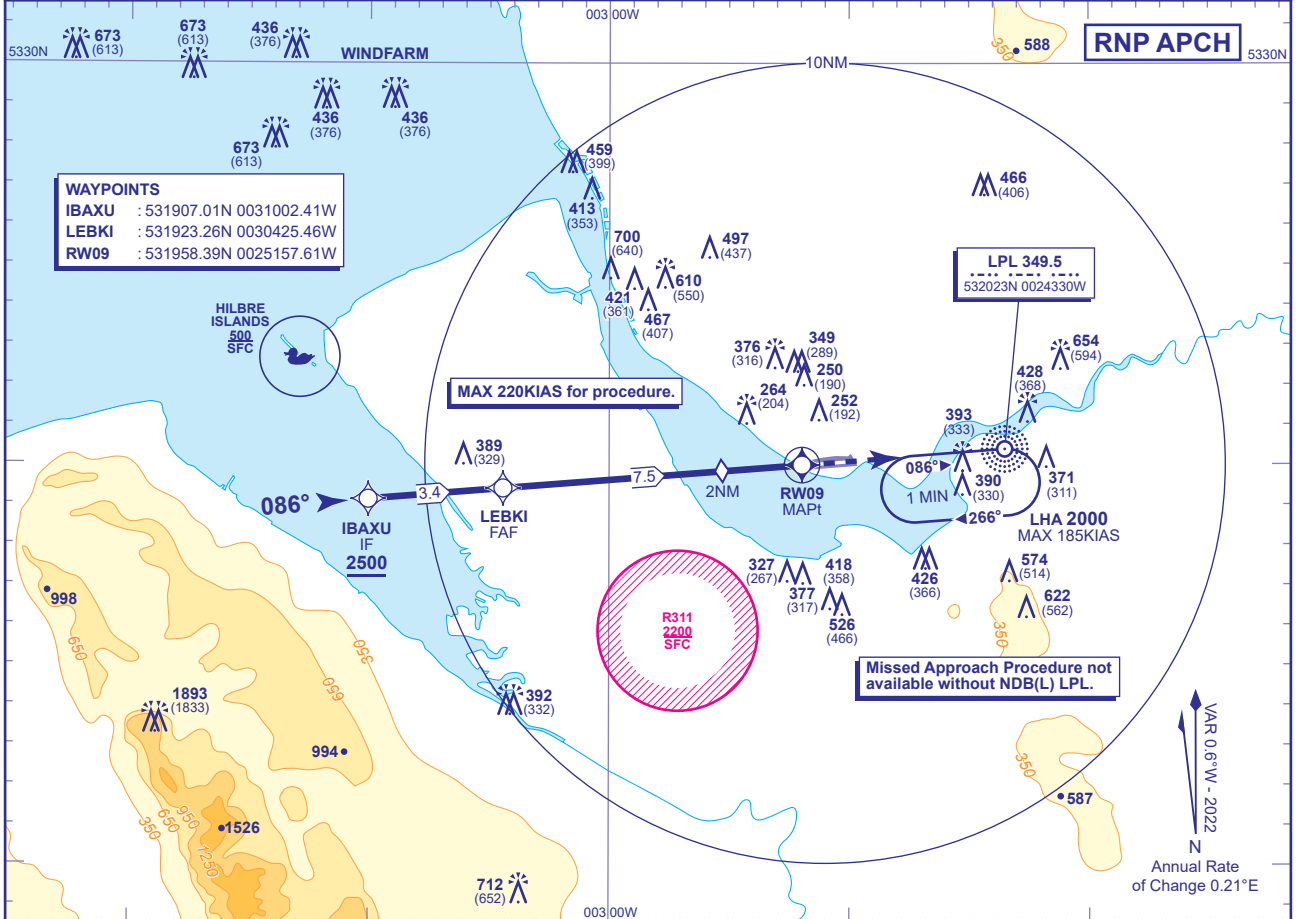 003 00W
RNP APCH
5330N
5330N
673
(613)
673
(613)
436
(376)
WINDFARM
436
(376)
436
(376)
673
(613)
10NM
350
588
459
(399)
413
(353)
466
(406)
WAYPOINTS
IBAXU : 531907.01N 0031002.41W
LEBKI : 531923.26N 0030425.46W
RW09 : 531958.39N 0025157.61W
700
(640)
497
(437)
610
(550)
421
(361)
467
(407)
LPL 349.5
532023N 0024330W
HILBRE
ISLANDS
500
SFC
376
(316)
349
(289)
250
(190)
264
(204)
252
(192)
654
(594)
428
(368)
MAX 220KIAS for procedure.
393
(333)
389
(329)
086°
3.4
7.5
2NM
086°
1 MIN
390
(330)
371
(311)
266°
IBAXU
IF
2500
LEBKI
FAF
RW09
MAPt
LHA 2000
MAX 185KIAS
327
(267)
377
(317)
418
(358)
526
(466)
426
(366)
574
(514)
622
(562)
350
R311
2200
SFC
Missed Approach Procedure not
available without NDB(L) LPL.
998
650
350
650
1893
(1833)
994
392
(332)
350
587
350
650
950
1250
1526
712
(652)
003 00W
VAR 0.6°W - 2022
N
Annual Rate
of Change 0.21°E